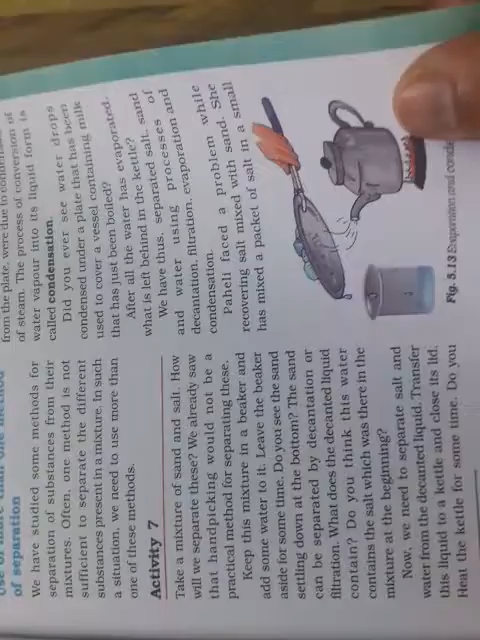 of separation
We have studied some methods for
separation of substances from their
mixtures. Often, one method is not
sufficient to separate the different
substances present in a mixture. In such
a situation, we need to use more than
one of these methods.
Activity 7
Take a mixture of sand and salt. How
will we separate these? We already saw
that handpicking would not be a
practical method for separating these.
Keep this mixture in a beaker and
add some water to it. Leave the beaker
aside for some time. Do you see the sand
settling down at the bottom? The sand
can be separated by decantation or
filtration. What does the decanted liquid
contain? Do you think this water
contains the salt which was there in the
mixture at the beginning?
Now, we need to separate salt and
water from the decanted liquid. Transfer
this liquid to a kettle and close its lid.
Heat the kettle for some time. Do you
from the plate, were due to
of steam. The process of conversion of
water vapour into its liquid form is
called condensation.
Did you ever see water drops
condensed under a plate that has been
used to cover a vessel containing milk
that has just been boiled?
After all the water has evaporated,
what is left behind in the kettle?
We have thus, separated salt, sand
and water using processes of
decantation, filtration, evaporation and
condensation.
Paheli faced a problem while
recovering salt mixed with sand. She
has mixed a packet of salt in a small
Fig. 5.13 Evaporation and